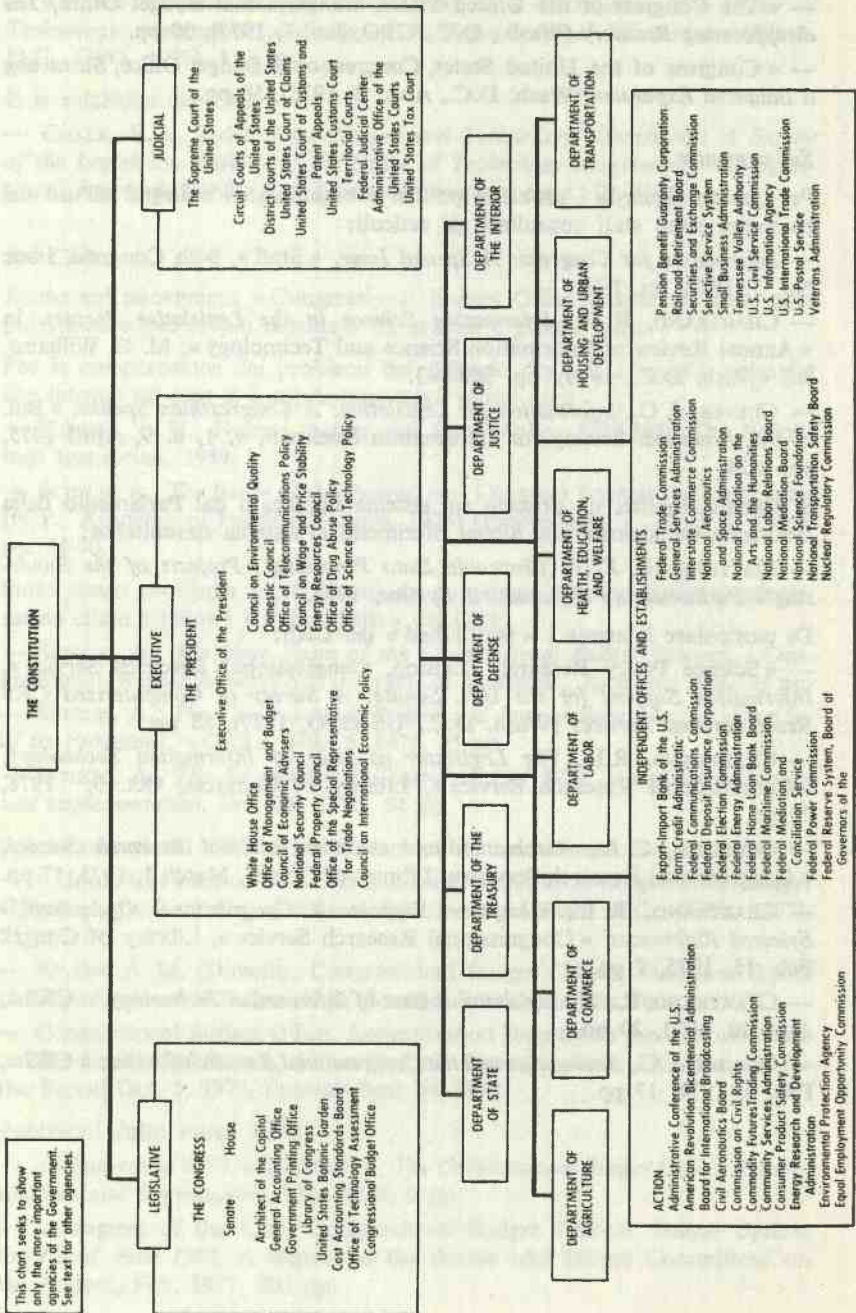 This chart seeks to show
only the more important
agencies of the Government.
See text for other agencies.
THE CONSTITUTION
LEGISLATIVE
THE CONGRESS
Senate House
Architect of the Capitol
General Accounting Office
Government Printing Office
Library of Congress
United States Botanic Garden
Cost Accounting Standards Board
Office of Technology Assessment
Congressional Budget Office
EXECUTIVE
THE PRESIDENT
Executive Office of the President
White House Office
Office of Management and Budget
Council of Economic Advisers
National Security Council
Federal Property Council
Office of the Special Representative
for Trade Negotiations
Council on International Economic Policy
Council on Environmental Quality
Domestic Council
Office of Telecommunications Policy
Council on Wage and Price Stability
Energy Resources Council
Office of Drug Abuse Policy
Office of Science and Technology Policy
JUDICIAL
The Supreme Court of the
United States
Circuit Courts of Appeals of the
United States
District Courts of the United States
United States Court of Claims
United States Court of Customs and
Patent Appeals
United States Customs Court
Territorial Courts
Federal Judicial Center
Administrative Office of the
United States Courts
United States Tax Court
DEPARTMENT
OF STATE
DEPARTMENT
OF THE
TREASURY
DEPARTMENT
OF
DEFENSE
DEPARTMENT
OF
JUSTICE
DEPARTMENT
OF
THE INTERIOR
DEPARTMENT
OF
AGRICULTURE
DEPARTMENT
OF
COMMERCE
DEPARTMENT
OF
LABOR
DEPARTMENT OF
HEALTH, EDUCATION,
AND WELFARE
DEPARTMENT OF
HOUSING AND URBAN
DEVELOPMENT
DEPARTMENT
OF
TRANSPORTATION
INDEPENDENT OFFICES AND ESTABLISHMENTS
ACTION
Administrative Conference of the U.S.
American Revolution Bicentennial Administration
Board for International Broadcasting
Civil Aeronautics Board
Commission on Civil Rights
Commodity FuturesTrading Commission
Community Services Administration
Consumer Product Safety Commission
Energy Research and Development
Administration
Environmental Protection Agency
Equal Employment Opportunity Commission
Export-Import Bank of the U.S.
Farm Credit Administratic
Federal Communications Commission
Federal Deposit Insurance Corporation
Federal Election Commission
Federal Energy Administration
Federal Home Loan Bank Board
Federal Maritime Commission
Federal Mediation and
Conciliation Service
Federal Power Commission
Federal Reserve System, Board of
Governors of the
Federal Trade Commission
General Services Administration
Interstate Commerce Commission
National Aeronautics
and Space Administration
National Foundation on the
Arts and the Humanities
National Labor Relations Board
National Mediation Board
National Science Foundation
National Transportation Safety Board
Nuclear Regulatory Commission
Pension Benefit Guaranty Corporation
Railroad Retirement Board
Securities and Exchange Commission
Selective Service System
Small Business Administration
Tennessee Valley Authority
U.S. Civil Service Commission
U.S. Information Agency
U.S. International Trade Commission
U.S. Postal Service
Veterans Administration